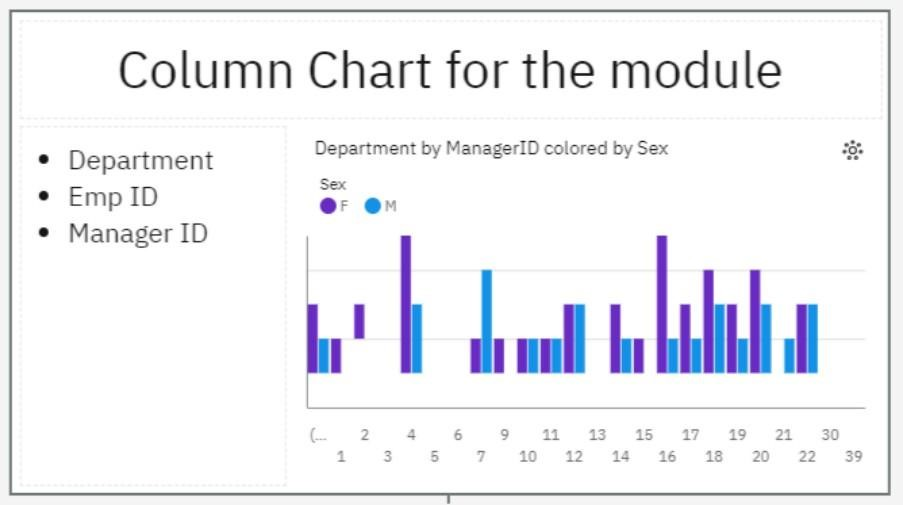 Column Chart for the module
• Department
• Emp ID
• Manager ID
Department by ManagerID colored by Sex
Sex
F M
(... 2 4 6 9 11 13 15 17 19 21 30
1 3 5 7 10 12 14 16 18 20 22 39